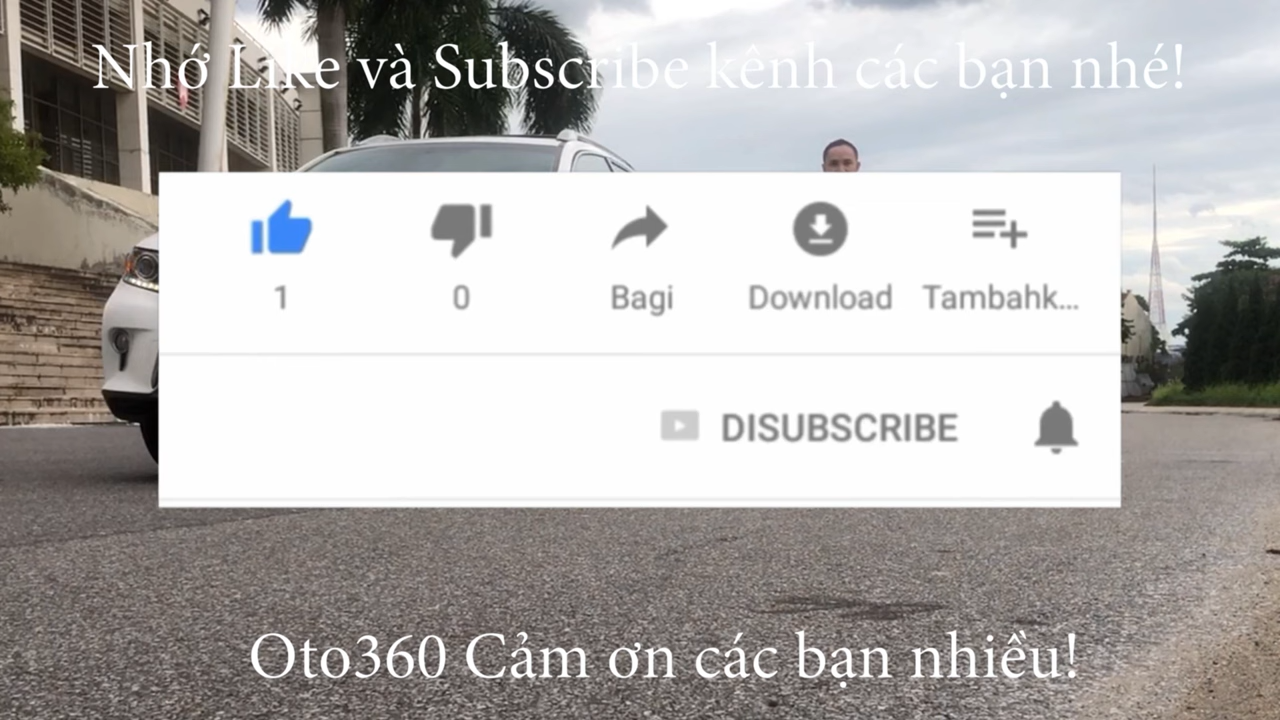 Nhớ Like và Subscribe kênh các bạn nhé!
1 0 Bagi Download Tambahk...
DISUBSCRIBE
Oto360 Cảm ơn các bạn nhiều!